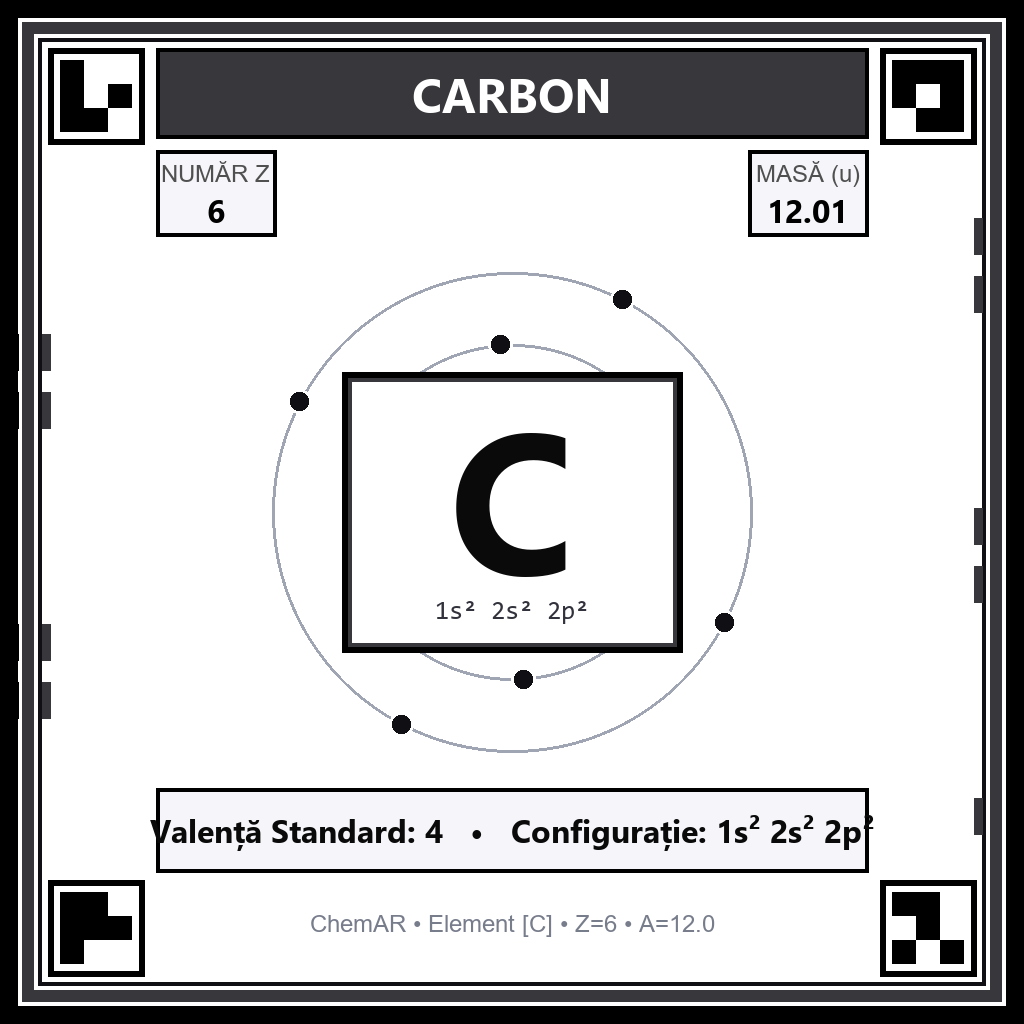 CARBON
NUMĂR Z
6
MASĂ (u)
12.01
C
1s² 2s² 2p²
Valență Standard: 4 • Configurație: 1s² 2s² 2p²
ChemAR • Element [C] • Z=6 • A=12.0